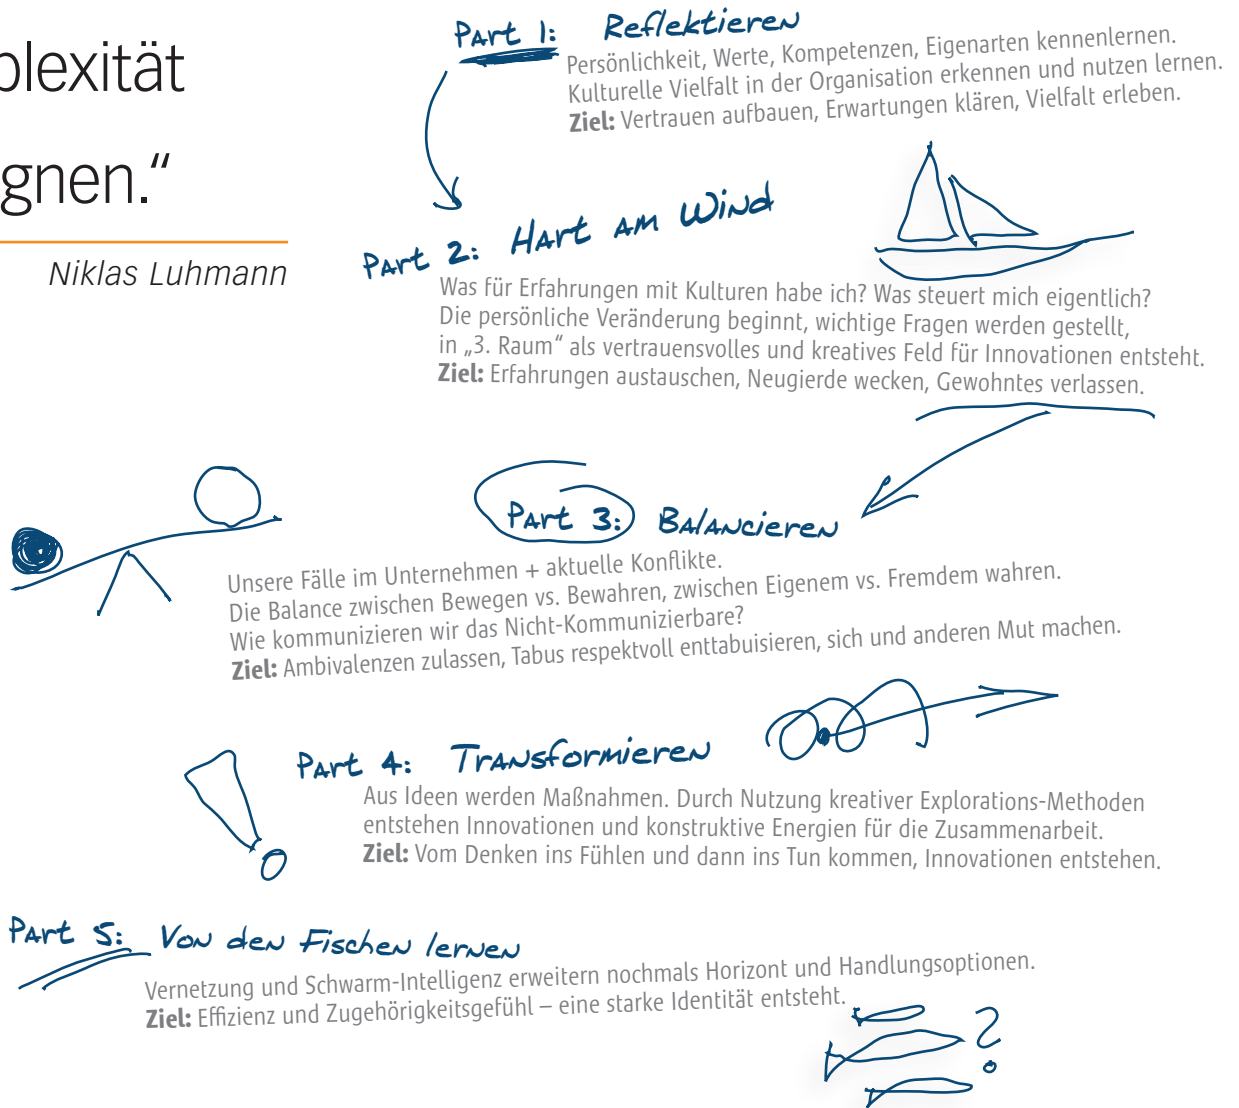 plexität
gnen.“
Niklas Luhmann
Part 1: Reflektieren
Persönlichkeit, Werte, Kompetenzen, Eigenarten kennenlernen.
Kulturelle Vielfalt in der Organisation erkennen und nutzen lernen.
Ziel: Vertrauen aufbauen, Erwartungen klären, Vielfalt erleben.
Part 2: Hart am Wind
Was für Erfahrungen mit Kulturen habe ich? Was steuert mich eigentlich?
Die persönliche Veränderung beginnt, wichtige Fragen werden gestellt,
in „3. Raum“ als vertrauensvolles und kreatives Feld für Innovationen entsteht.
Ziel: Erfahrungen austauschen, Neugierde wecken, Gewohntes verlassen.
Part 3: Balancieren
Unsere Fälle im Unternehmen + aktuelle Konflikte.
Die Balance zwischen Bewegen vs. Bewahren, zwischen Eigenem vs. Fremdem wahren.
Wie kommunizieren wir das Nicht-Kommunizierbare?
Ziel: Ambivalenzen zulassen, Tabus respektvoll enttabuisieren, sich und anderen Mut machen.
Part 4: Transformieren
Aus Ideen werden Maßnahmen. Durch Nutzung kreativer Explorations-Methoden
entstehen Innovationen und konstruktive Energien für die Zusammenarbeit.
Ziel: Vom Denken ins Fühlen und dann ins Tun kommen, Innovationen entstehen.
Part 5: Von den Fischen lernen
Vernetzung und Schwarm-Intelligenz erweitern nochmals Horizont und Handlungsoptionen.
Ziel: Effizienz und Zugehörigkeitsgefühl – eine starke Identität entsteht.
?